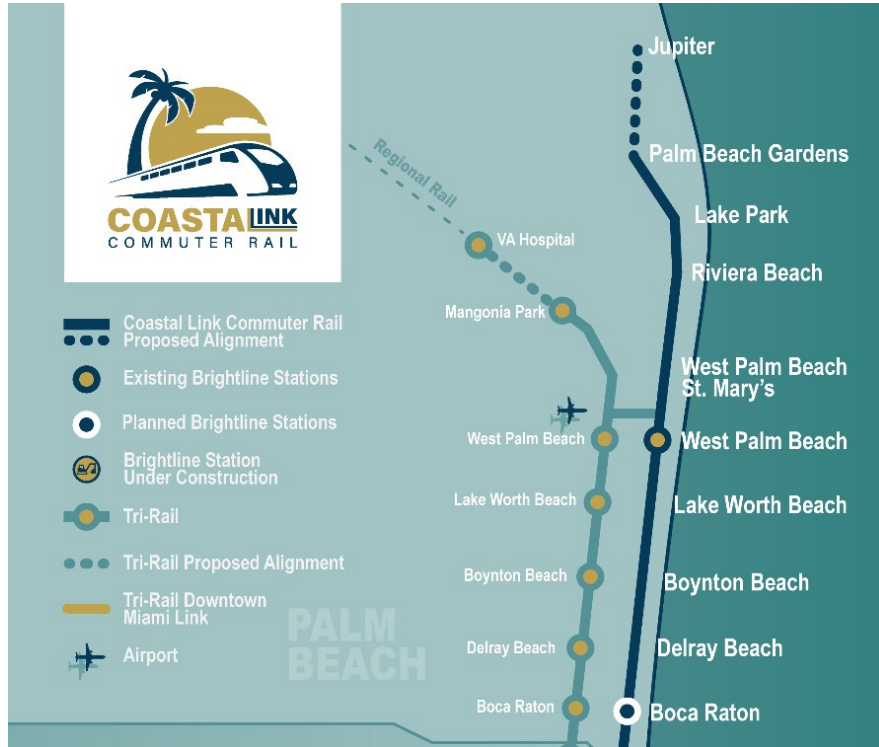 COASTALINK
COMMUTER RAIL
Coastal Link Commuter Rail
Proposed Alignment
Existing Brightline Stations
Planned Brightline Stations
Brightline Station
Under Construction
Tri-Rail
Tri-Rail Proposed Alignment
Tri-Rail Downtown
Miami Link
Airport
PALM
BEACH
Regional Rail
VA Hospital
Mangonia Park
West Palm Beach
Lake Worth Beach
Boynton Beach
Delray Beach
Boca Raton
Jupiter
Palm Beach Gardens
Lake Park
Riviera Beach
West Palm Beach
St. Mary's
West Palm Beach
Lake Worth Beach
Boynton Beach
Delray Beach
Boca Raton